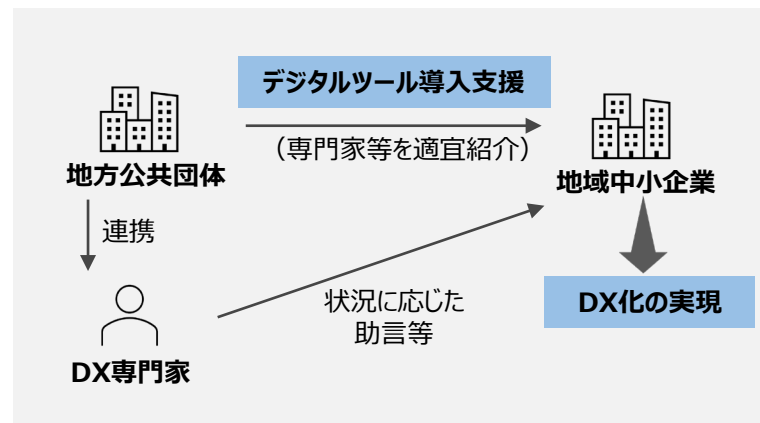 デジタルツール導入支援
(専門家等を適宜紹介)
地方公共団体
地域中小企業
連携
状況に応じた
助言等
DX化の実現
DX専門家